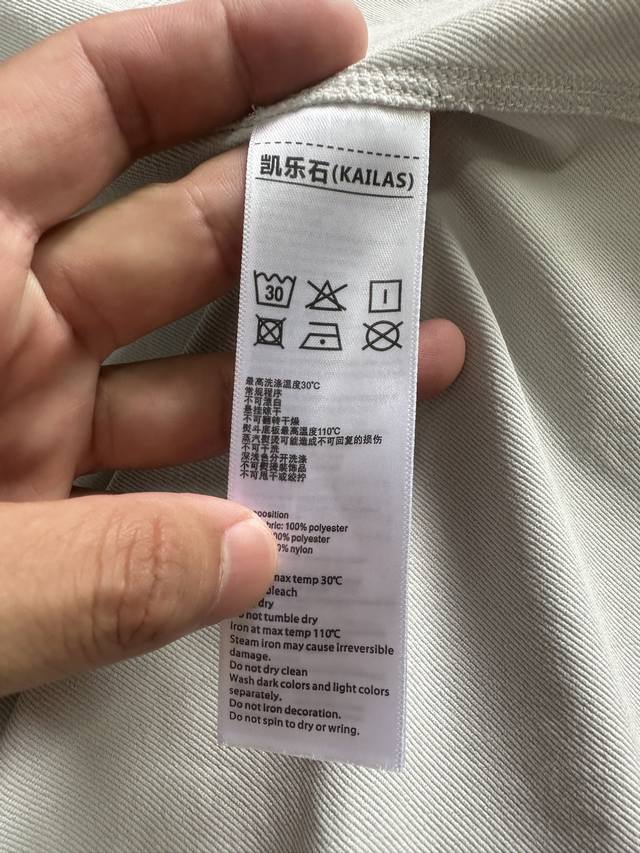 凯乐石(KAILAS)
30
最高洗涤温度30℃
常规程序
不可漂白
悬挂晾干
不可翻转干燥
熨斗底板最高温度110℃
蒸汽熨烫可能造成不可回复的损伤
不可干洗
深浅色分开洗涤
不可熨烫装饰品
不可甩干或绞拧
100% polyester
100% polyester
nylon
max temp 30℃
bleach
dry
not tumble dry
Iron at max temp 110℃
Steam iron may cause irreversible
damage.
Do not dry clean
Wash dark colors and light colors
separately.
Do not iron decoration.
Do not spin to dry or wring.